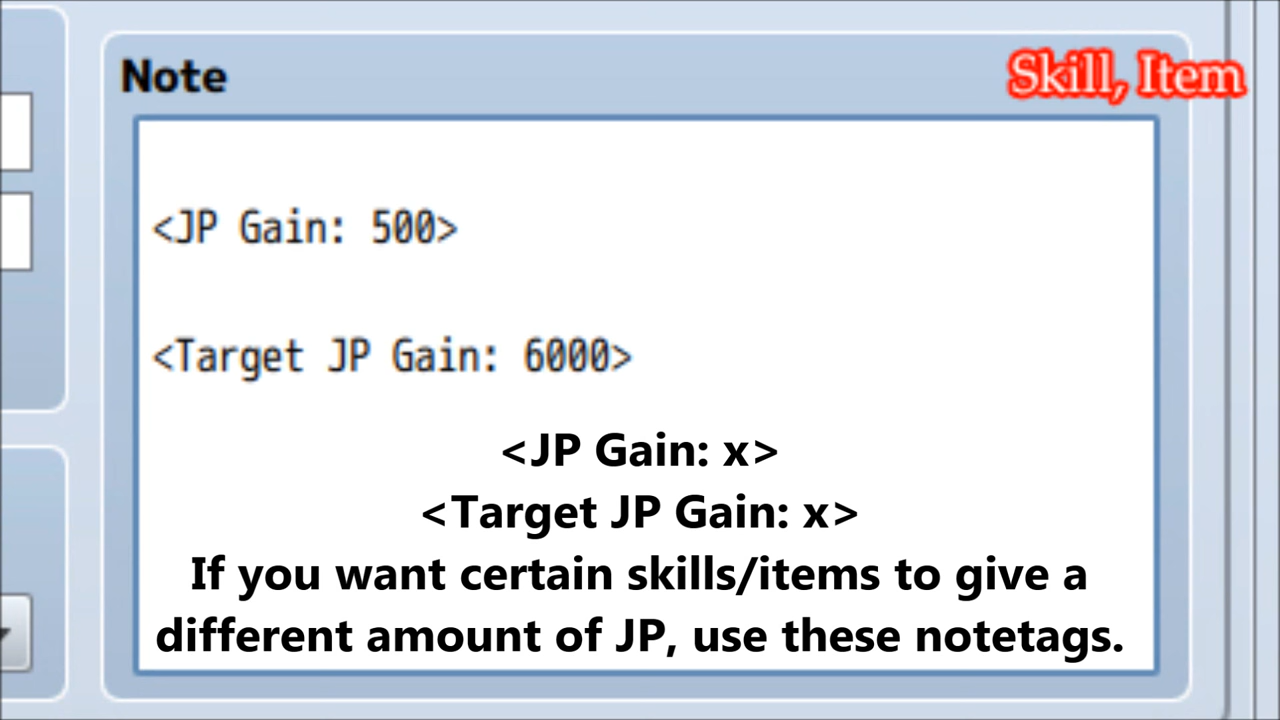 Note
Skill, Item
<JP Gain: 500>
<Target JP Gain: 6000>
<JP Gain: x>
<Target JP Gain: x>
If you want certain skills/items to give a
different amount of JP, use these notetags.